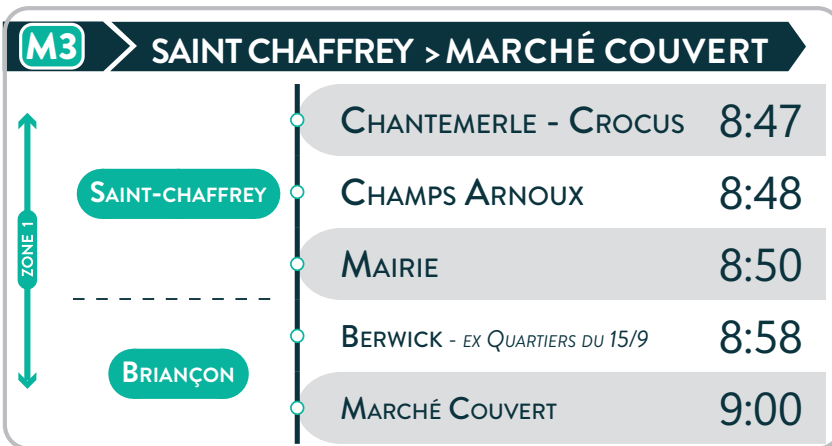 M3 SAINT CHAFFREY > MARCHÉ COUVERT
CHANTEMERLE - CROCUS 8:47
SAINT-CHAFFREY CHAMPS ARNOUX 8:48
ZONE 1
MAIRIE 8:50
BERWICK - EX QUARTIERS DU 15/9 8:58
BRIANÇON
MARCHÉ COUVERT 9:00